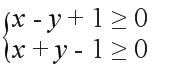 x - y + 1 ≥ 0
x + y - 1 ≥ 0